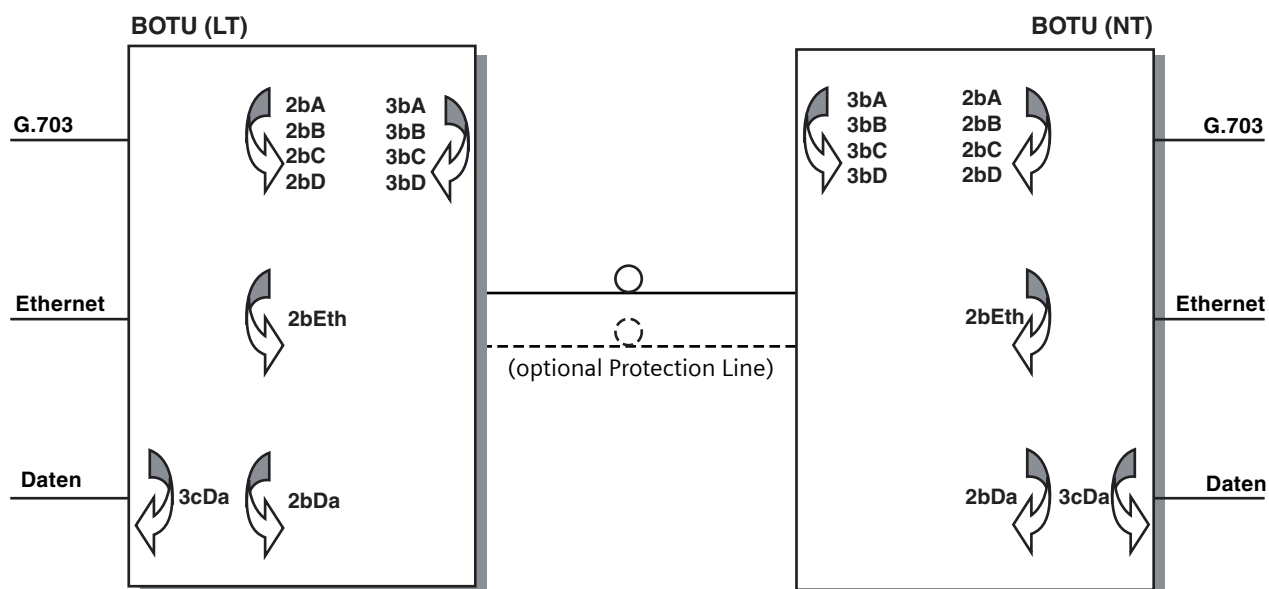 BOTU (LT)
BOTU (NT)
G.703
2bA
2bB
2bC
2bD
3bA
3bB
3bC
3bD
3bA
3bB
3bC
3bD
2bA
2bB
2bC
2bD
G.703
Ethernet
2bEth
(optional Protection Line)
2bEth
Ethernet
Daten
3cDa
2bDa
2bDa
3cDa
Daten